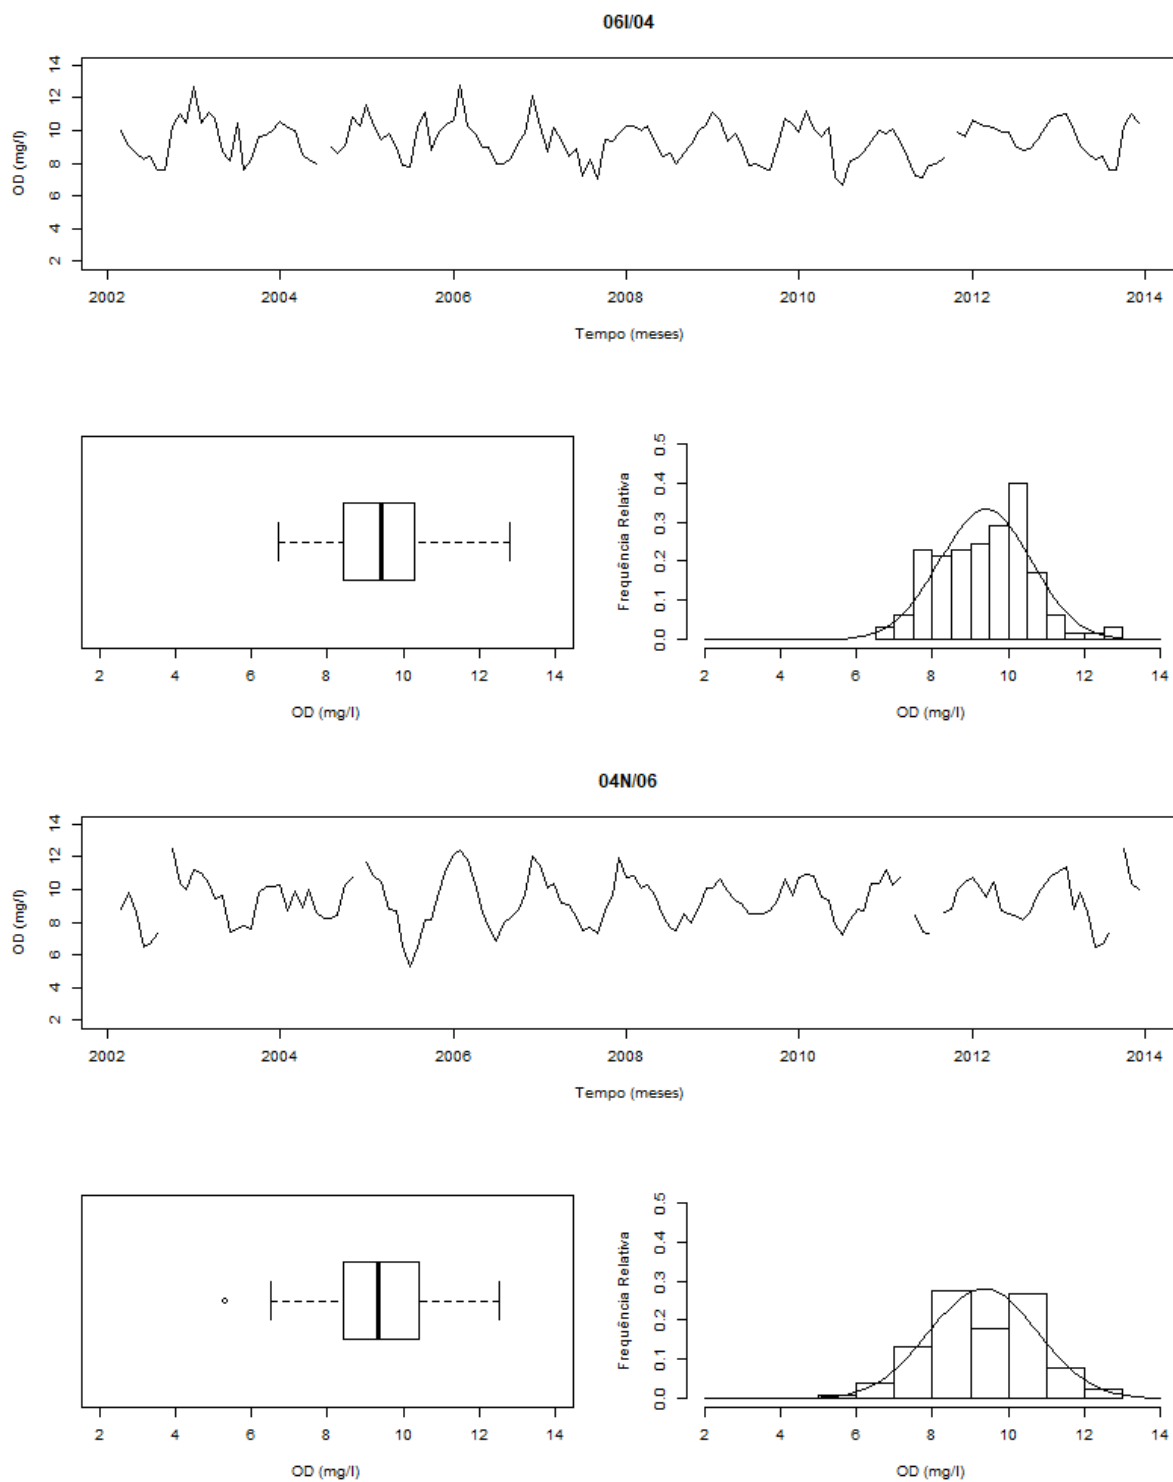 06I/04
OD (mg/l)
14
12
10
8
6
4
2
2002 2004 2006 2008 2010 2012 2014
Tempo (meses)
2 4 6 8 10 12 14
OD (mg/l)
Frequência Relativa
0.5
0.4
0.3
0.2
0.1
0.0
2 4 6 8 10 12 14
OD (mg/l)
04N/06
OD (mg/l)
14
12
10
8
6
4
2
2002 2004 2006 2008 2010 2012 2014
Tempo (meses)
2 4 6 8 10 12 14
OD (mg/l)
Frequência Relativa
0.5
0.4
0.3
0.2
0.1
0.0
2 4 6 8 10 12 14
OD (mg/l)